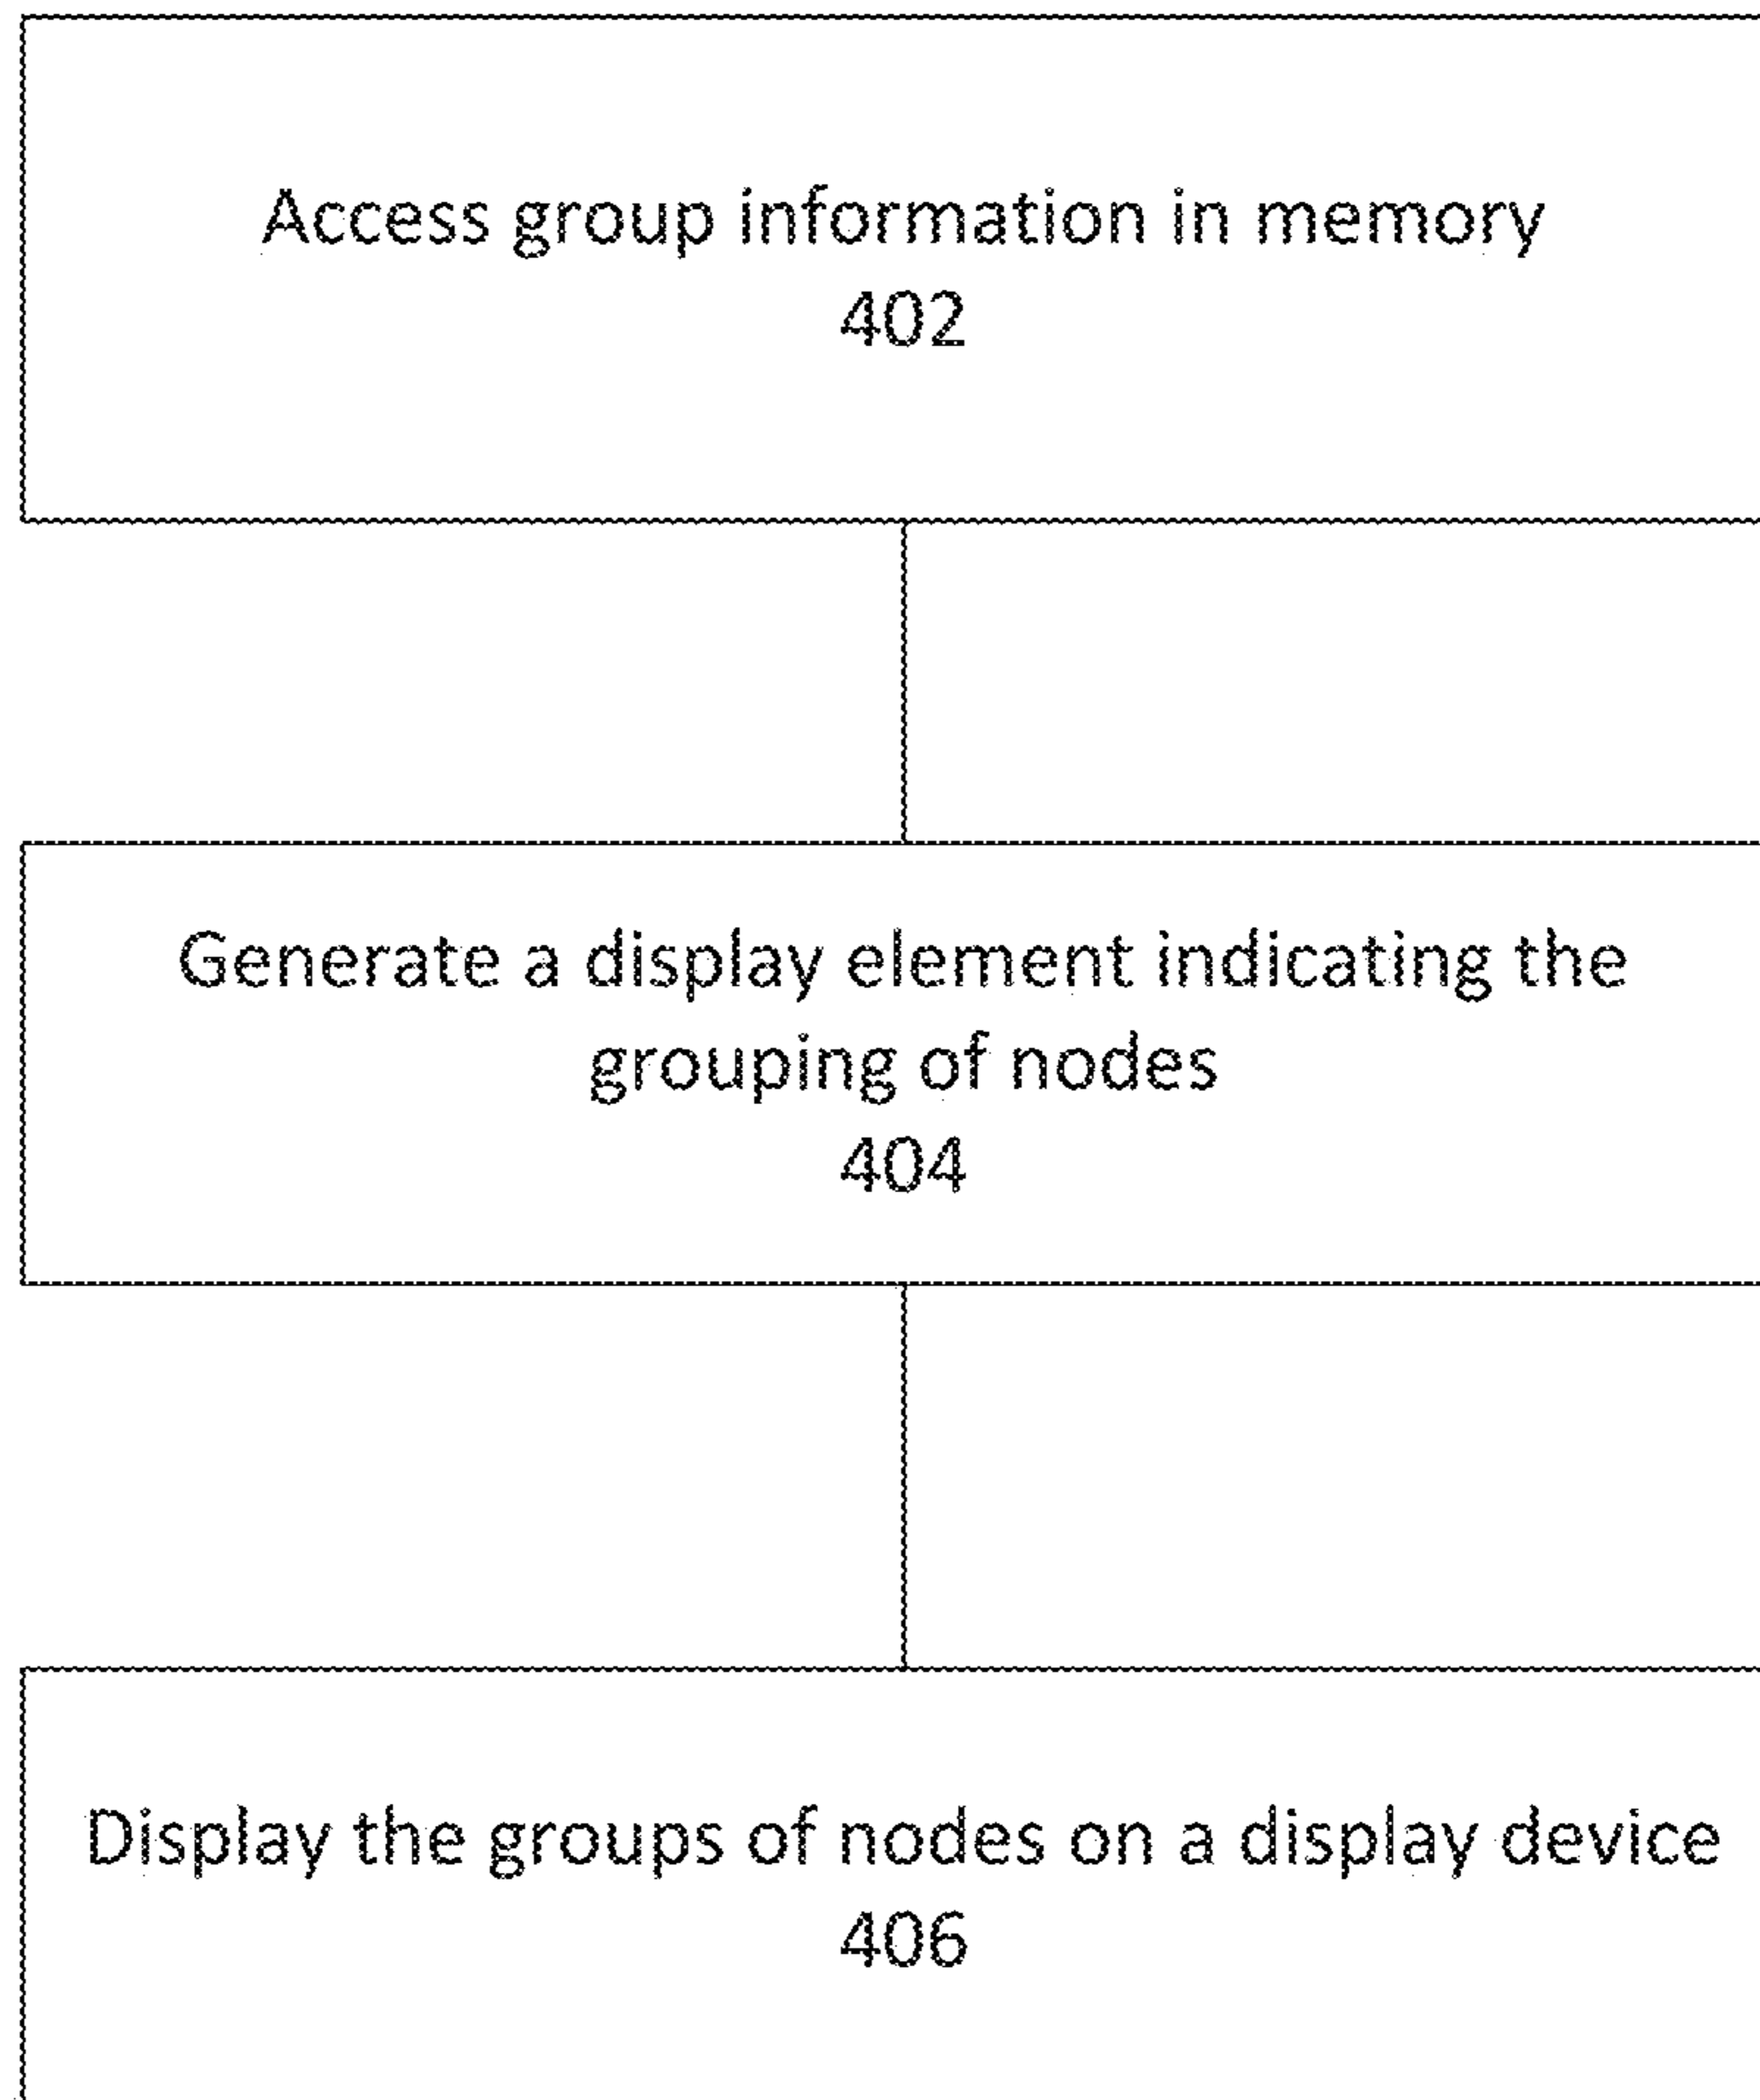 Access group information in memory
402
Generate a display element indicating the
grouping of nodes
404
Display the groups of nodes on a display device
406